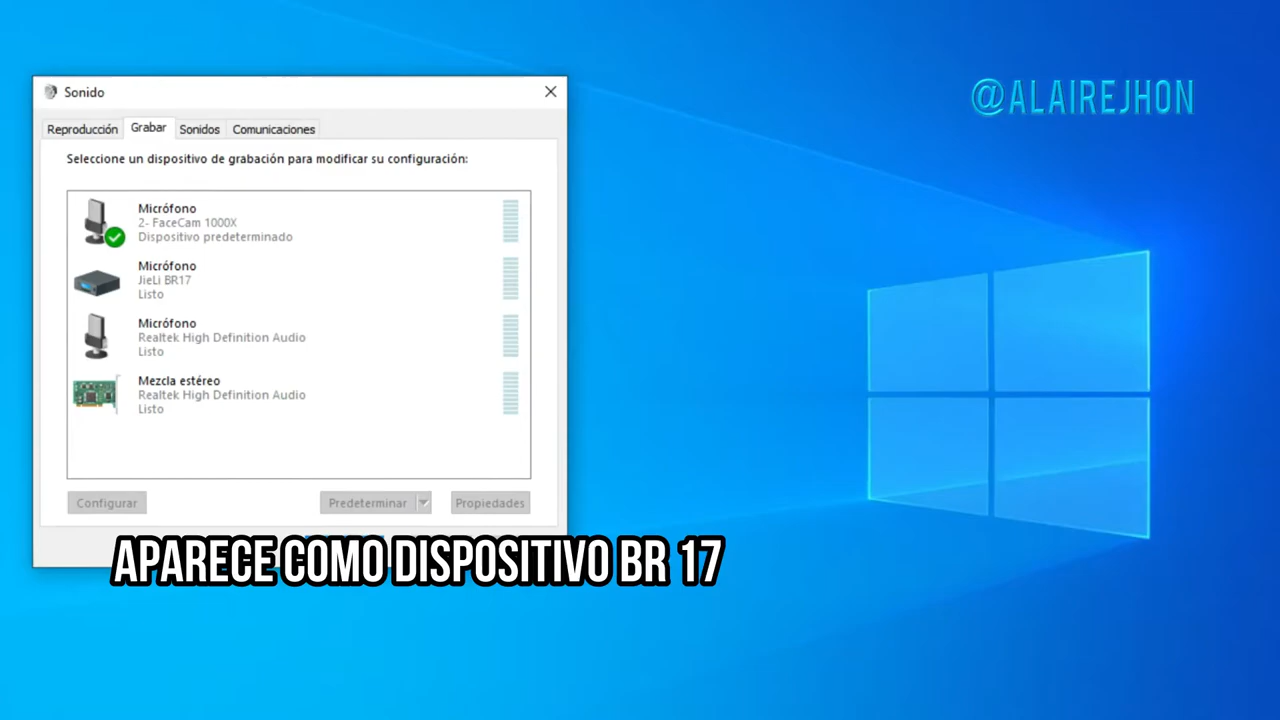 Sonido
@ALAIREJHON
Reproducción Grabar Sonidos Comunicaciones
Seleccione un dispositivo de grabación para modificar su configuración:
Micrófono
2- FaceCam 1000X
Dispositivo predeterminado
Micrófono
JieLi BR17
Listo
Micrófono
Realtek High Definition Audio
Listo
Mezcla estéreo
Realtek High Definition Audio
Listo
Configurar Predeterminar Propiedades
APARECE COMO DISPOSITIVO BR 17